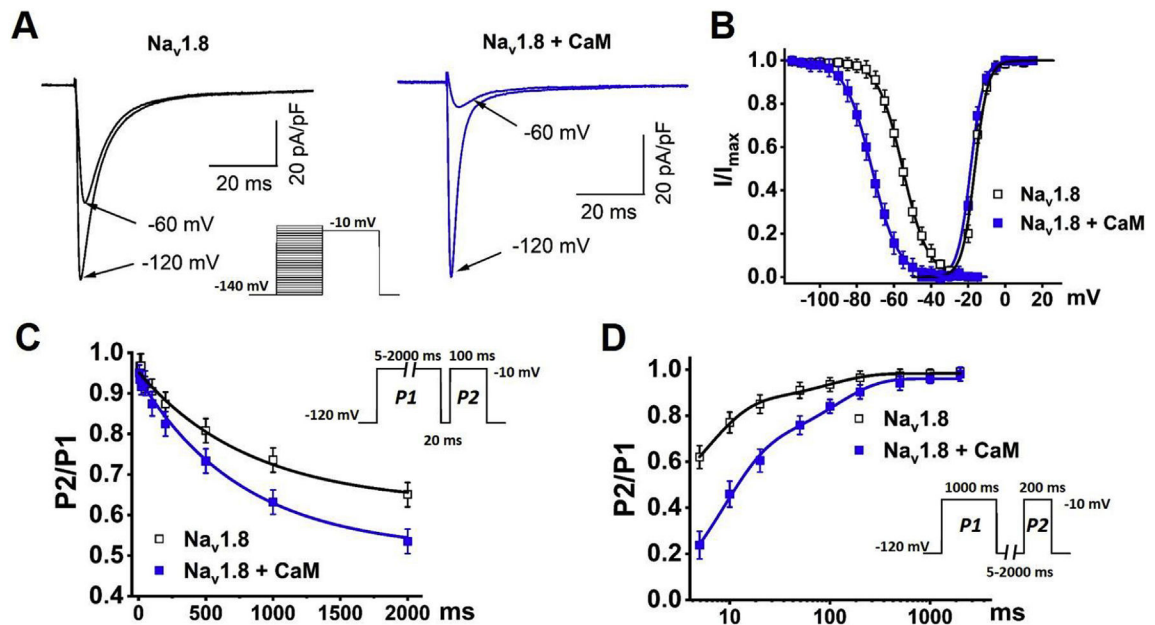 A
Nav1.8
Nav1.8 + CaM
-60 mV
-120 mV
20 ms
20 pA/pF
-10 mV
-140 mV
-60 mV
-120 mV
20 ms
20 pA/pF
B
1.0
0.8
0.6
0.4
0.2
0.0
I/Imax
Nav1.8
Nav1.8 + CaM
-100 -80 -60 -40 -20 0 20 mV
C
1.0
0.9
0.8
0.7
0.6
0.5
0.4
P2/P1
5-2000 ms 100 ms
-10 mV
P1 P2
-120 mV
20 ms
Nav1.8
Nav1.8 + CaM
0 500 1000 1500 2000 ms
D
1.0
0.8
0.6
0.4
0.2
0.0
P2/P1
Nav1.8
Nav1.8 + CaM
1000 ms 200 ms
-10 mV
P1 P2
-120 mV
5-2000 ms
10 100 1000 ms